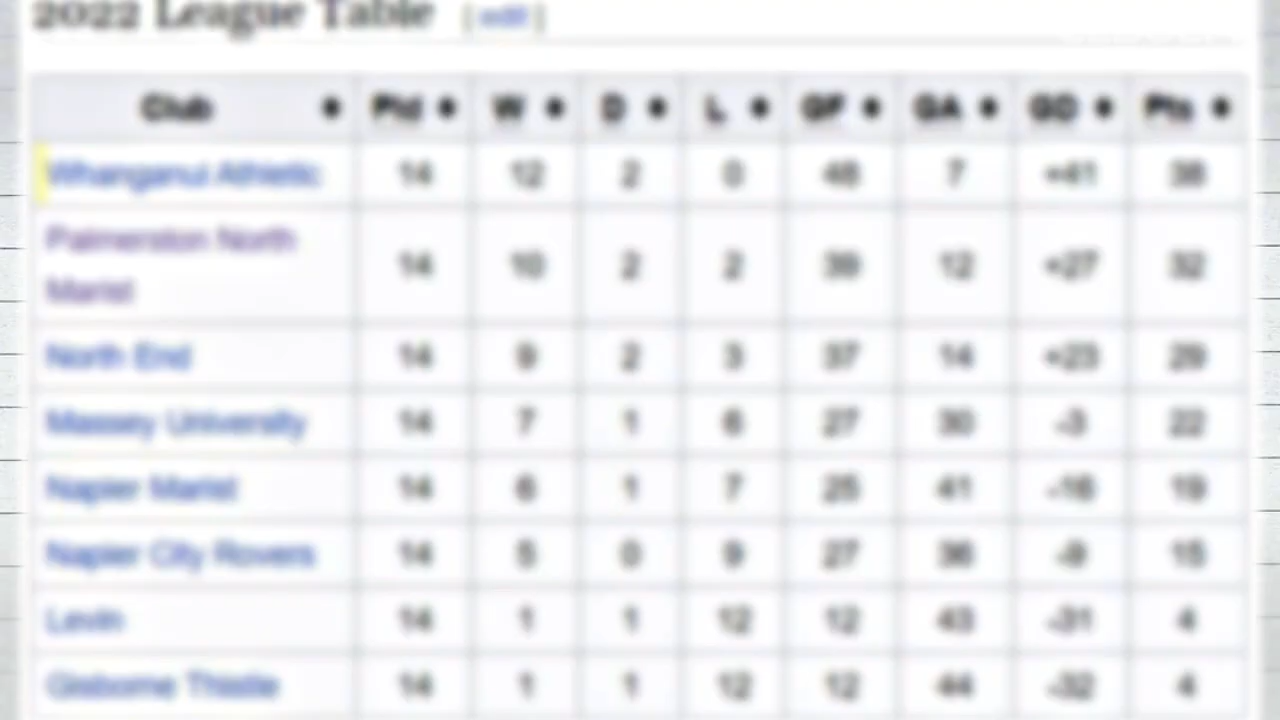 2022 League Table [edit]
Club Pld W D L GF GA GD Pts
Whanganui Athletic 14 12 2 0 48 7 +41 38
Palmerston North
Marist 14 10 2 2 39 12 +27 32
North End 14 9 2 3 37 14 +23 29
Massey University 14 7 1 6 27 30 -3 22
Napier Marist 14 6 1 7 25 41 -16 19
Napier City Rovers 14 5 0 9 27 36 -9 15
Levin 14 1 1 12 12 43 -31 4
Gisborne Thistle 14 1 1 12 12 44 -32 4